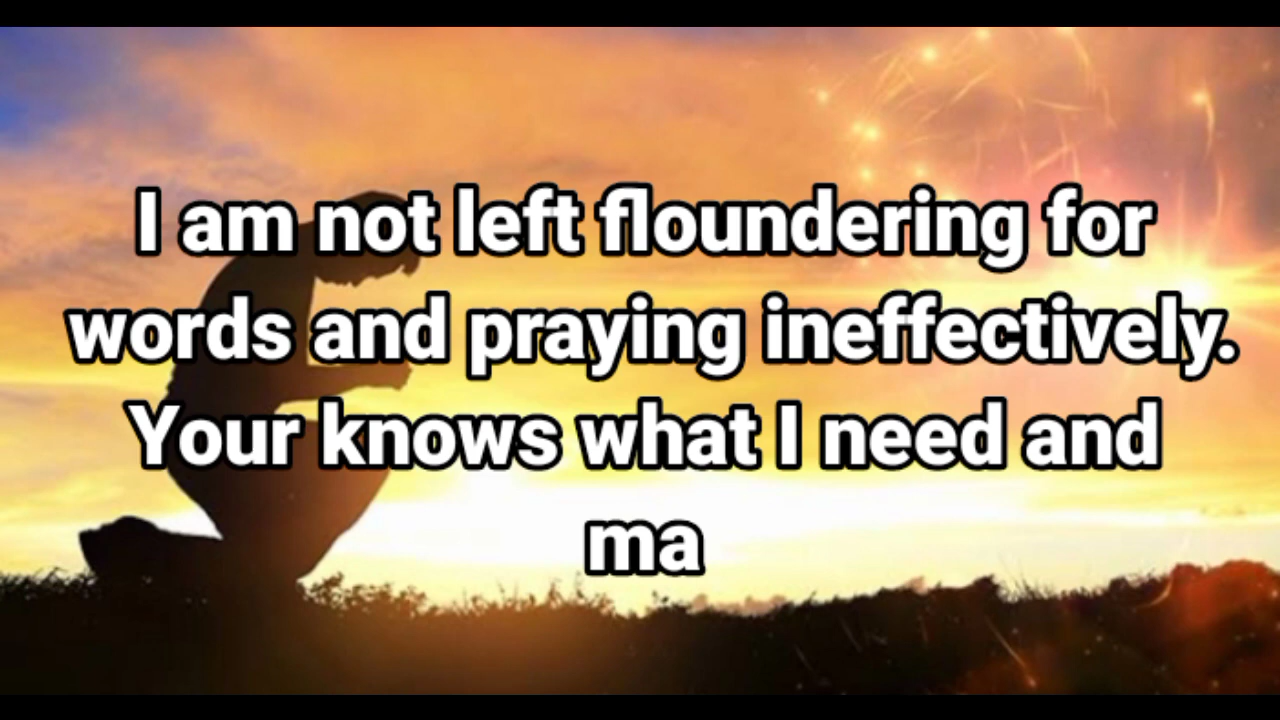 I am not left floundering for
words and praying ineffectively.
Your knows what I need and
ma